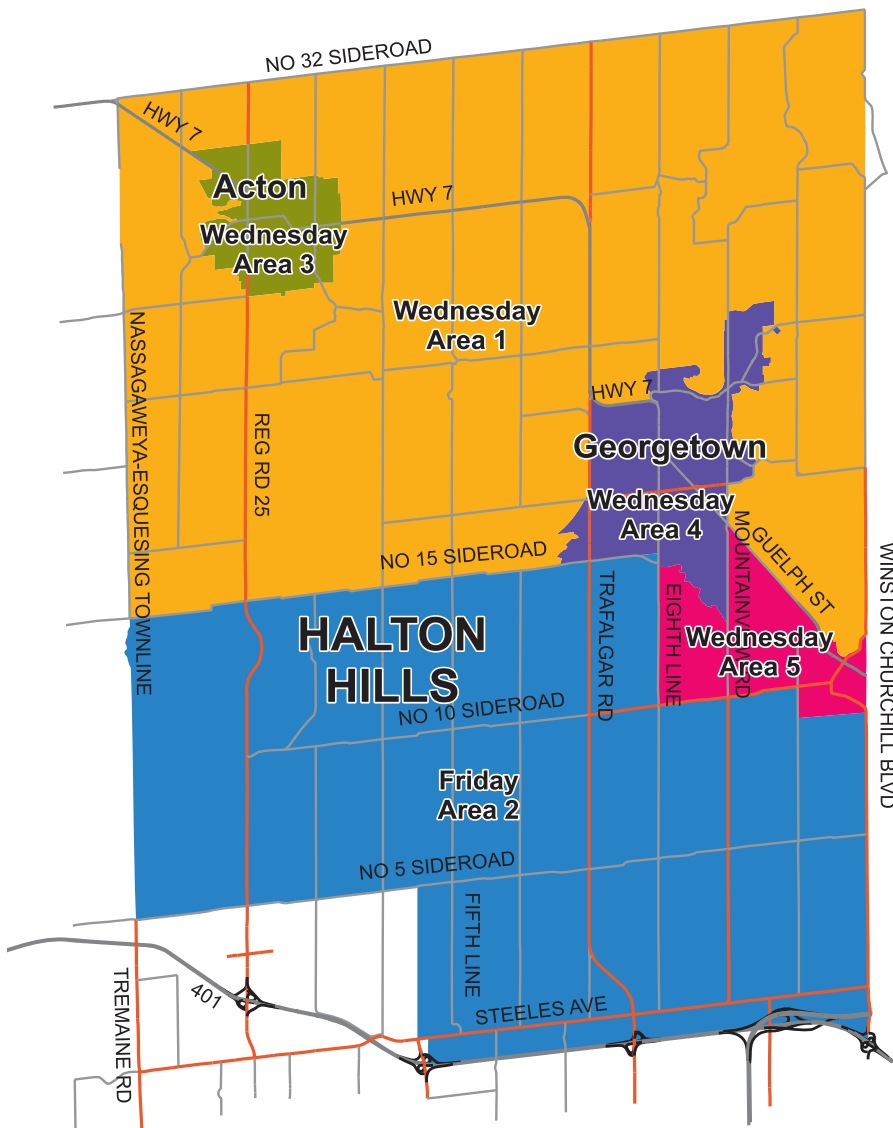 NO 32 SIDEROAD
HWY 7
Acton
HWY 7
Wednesday
Area 3
Wednesday
Area 1
NASSAGAWEYA-ESQUESING TOWNLINE
HWY 7
REG RD 25
Georgetown
Wednesday
Area 4
MOUNTAINVIEW RD
GUELPH ST
NO 15 SIDEROAD
WINSTON CHURCHILL BLVD
TRAFALGAR RD
EIGHTH LINE
HALTON
HILLS
Wednesday
Area 5
NO 10 SIDEROAD
Friday
Area 2
NO 5 SIDEROAD
FIFTH LINE
TREMAINE RD
401
STEELES AVE